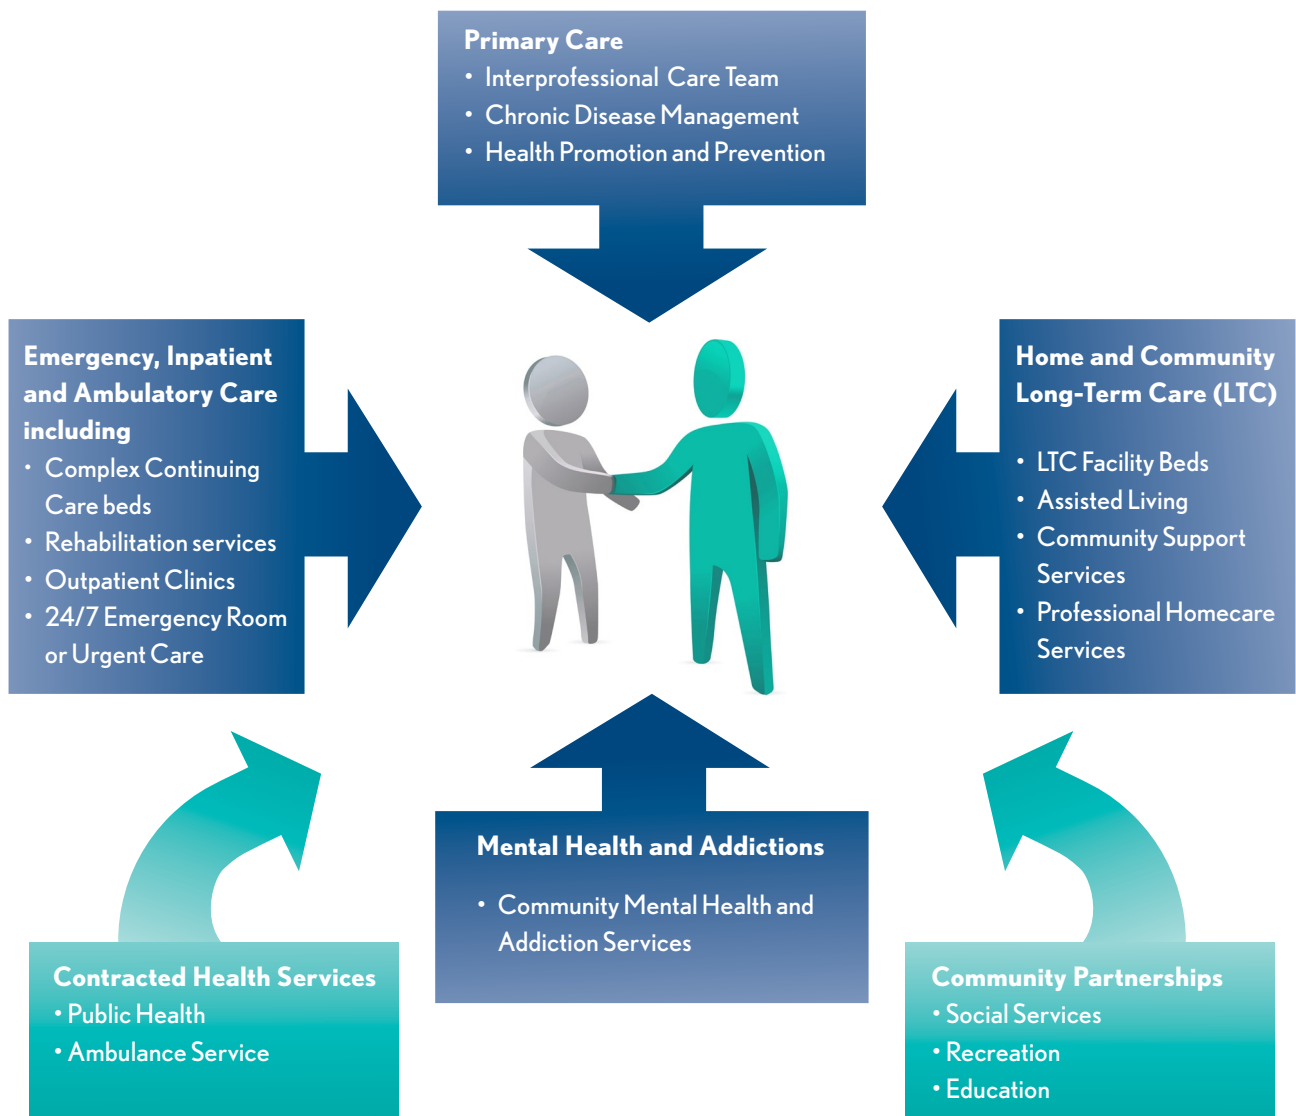 Primary Care
• Interprofessional Care Team
• Chronic Disease Management
• Health Promotion and Prevention
Emergency, Inpatient
and Ambulatory Care
including
• Complex Continuing
Care beds
• Rehabilitation services
• Outpatient Clinics
• 24/7 Emergency Room
or Urgent Care
Home and Community
Long-Term Care (LTC)
• LTC Facility Beds
• Assisted Living
• Community Support
Services
• Professional Homecare
Services
Mental Health and Addictions
• Community Mental Health and
Addiction Services
Contracted Health Services
• Public Health
• Ambulance Service
Community Partnerships
• Social Services
• Recreation
• Education